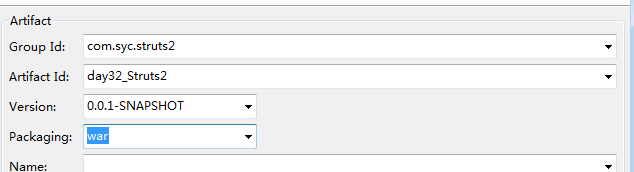 Artifact
Group Id: com.syc.struts2
Artifact Id: day32_Struts2
Version: 0.0.1-SNAPSHOT
Packaging: war
Name: